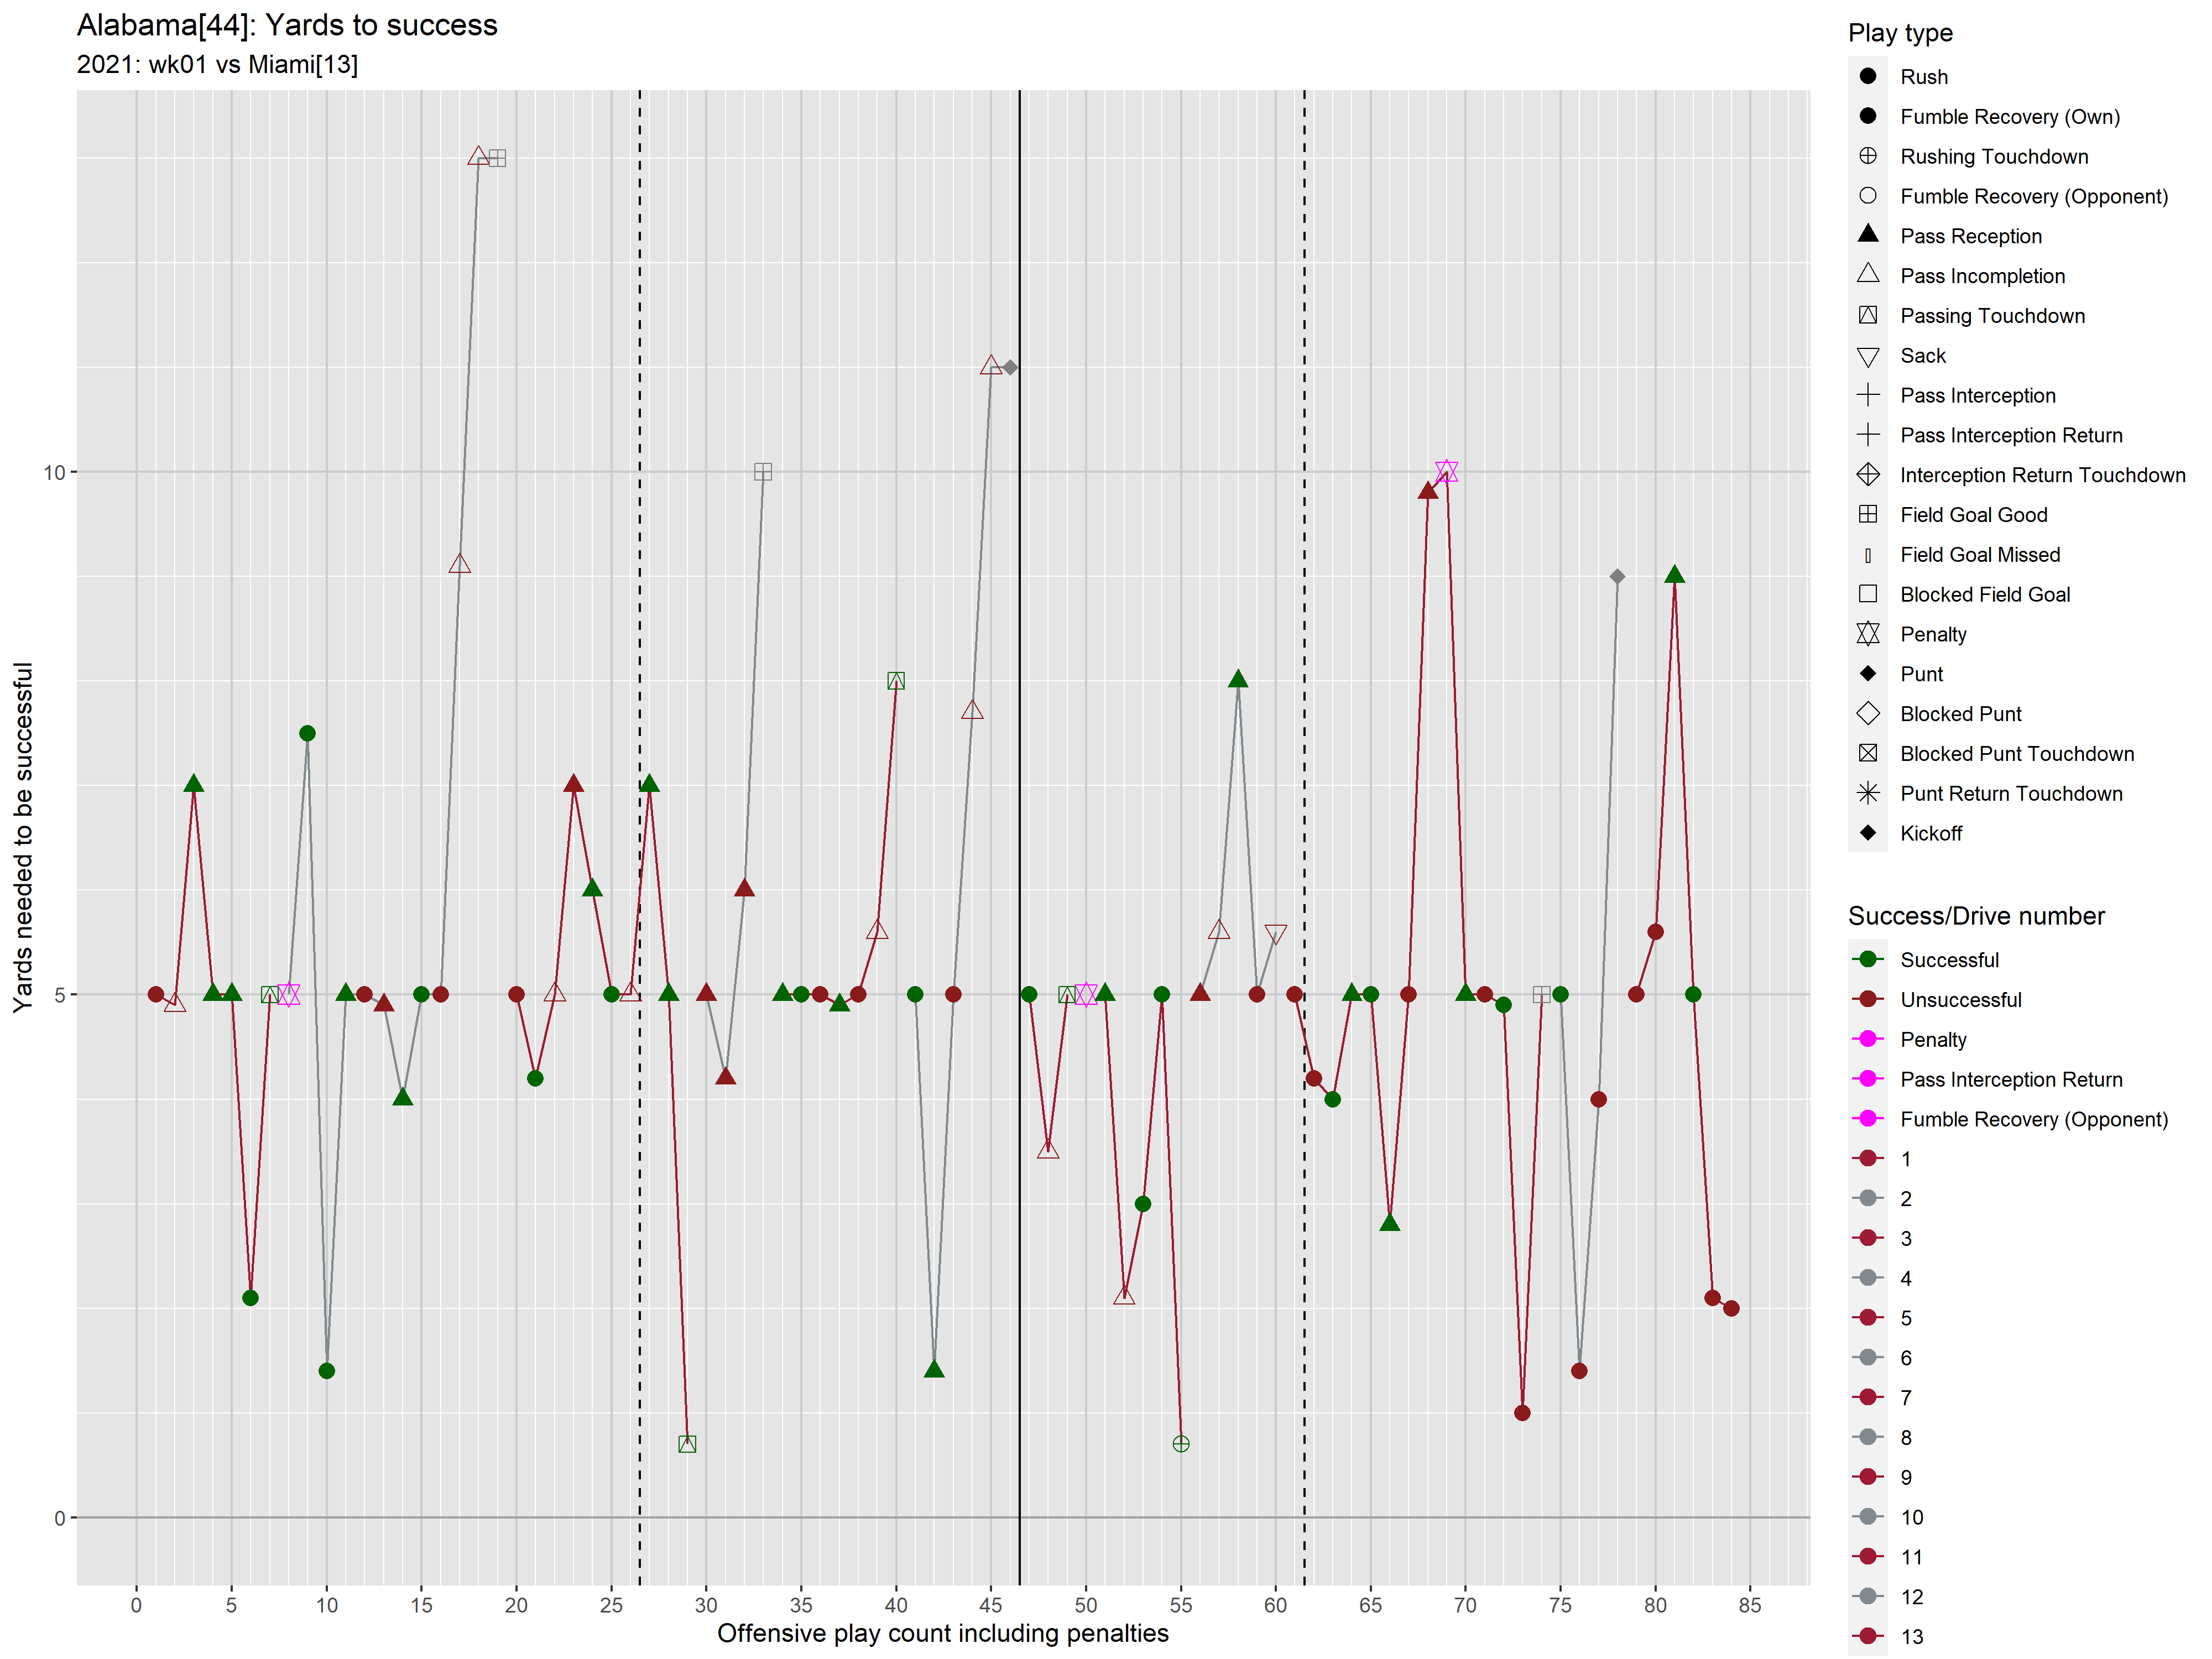 Alabama[44]: Yards to success
2021: wk01 vs Miami[13]
Yards needed to be successful
10
5
0
0 5 10 15 20 25 30 35 40 45 50 55 60 65 70 75 80 85
Offensive play count including penalties
Play type
Rush
Fumble Recovery (Own)
Rushing Touchdown
Fumble Recovery (Opponent)
Pass Reception
Pass Incompletion
Passing Touchdown
Sack
Pass Interception
Pass Interception Return
Interception Return Touchdown
Field Goal Good
Field Goal Missed
Blocked Field Goal
Penalty
Punt
Blocked Punt
Blocked Punt Touchdown
Punt Return Touchdown
Kickoff
Success/Drive number
Successful
Unsuccessful
Penalty
Pass Interception Return
Fumble Recovery (Opponent)
1
2
3
4
5
6
7
8
9
10
11
12
13